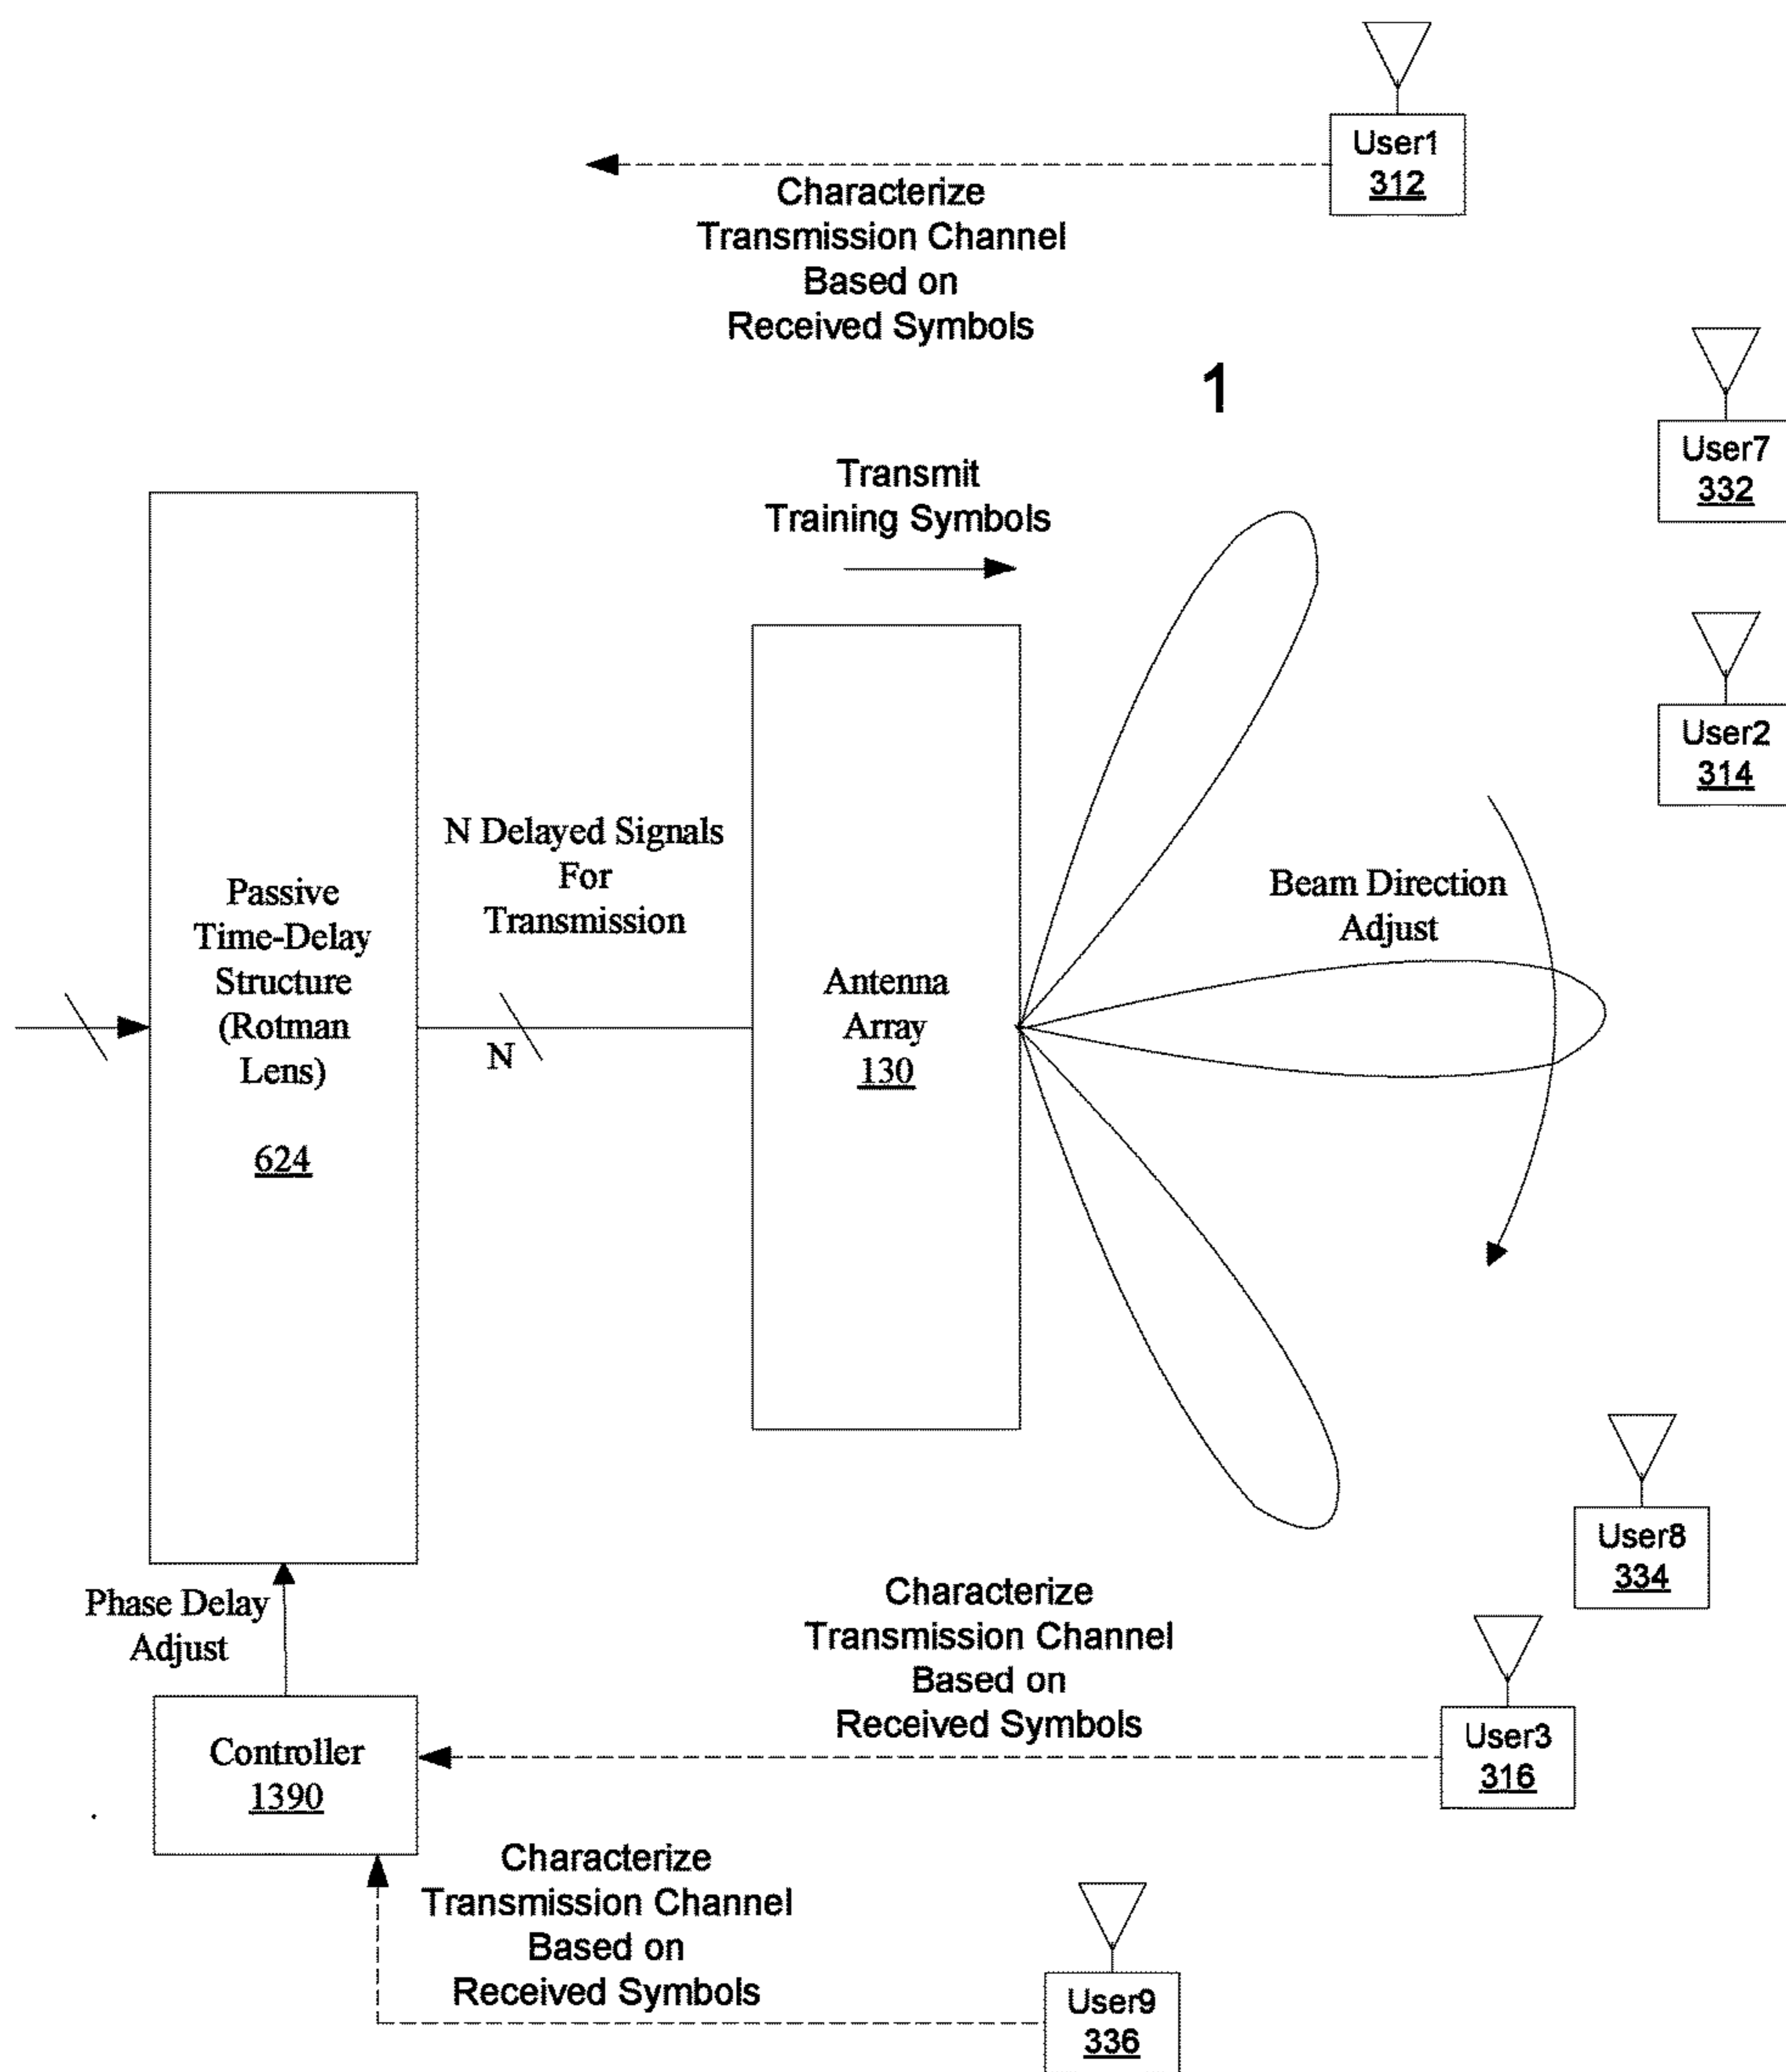 User1
312
Characterize
Transmission Channel
Based on
Received Symbols
1
User7
332
Transmit
Training Symbols
User2
314
N Delayed Signals
For
Transmission
Beam Direction
Adjust
Passive
Time-Delay
Structure
(Rotman
Lens)
624
N
Antenna
Array
130
User8
334
Phase Delay
Adjust
Characterize
Transmission Channel
Based on
Received Symbols
User3
316
Controller
1390
Characterize
Transmission Channel
Based on
Received Symbols
User9
336